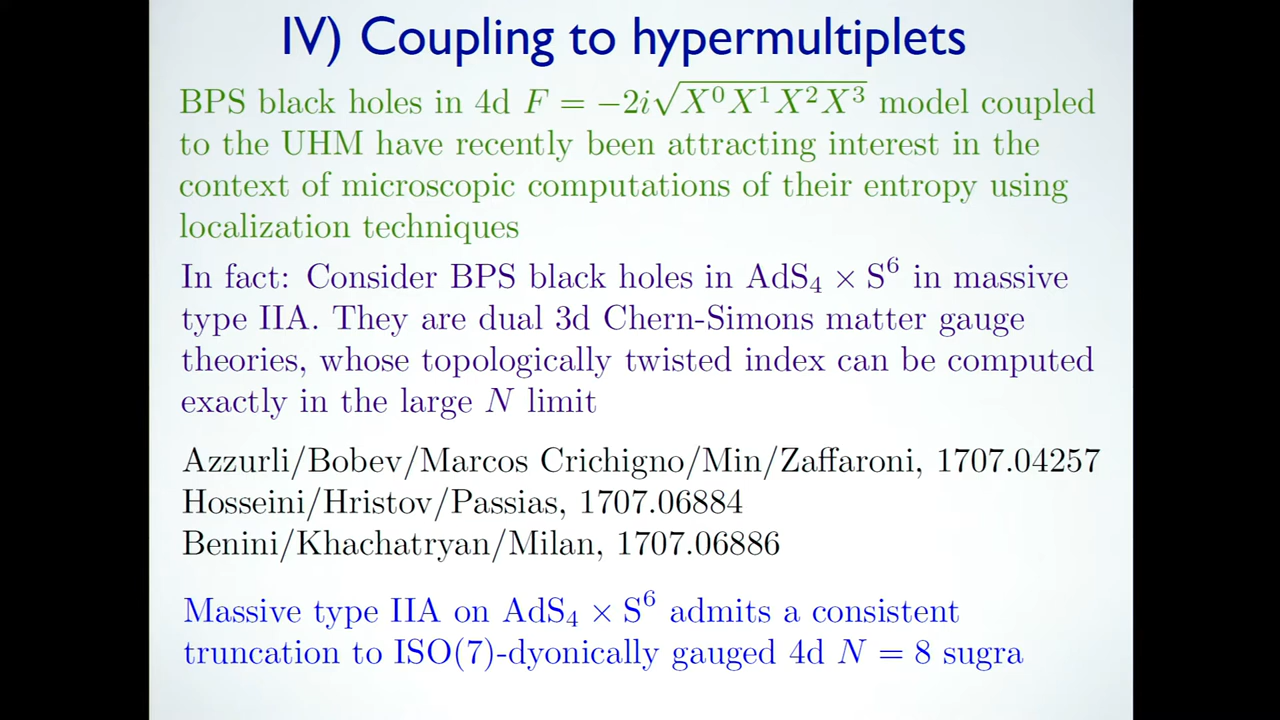 IV) Coupling to hypermultiplets
BPS black holes in 4d F = −2i√(X⁰X¹X²X³) model coupled
to the UHM have recently been attracting interest in the
context of microscopic computations of their entropy using
localization techniques
In fact: Consider BPS black holes in AdS₄ × S⁶ in massive
type IIA. They are dual 3d Chern-Simons matter gauge
theories, whose topologically twisted index can be computed
exactly in the large N limit
Azzurli/Bobev/Marcos Crichigno/Min/Zaffaroni, 1707.04257
Hosseini/Hristov/Passias, 1707.06884
Benini/Khachatryan/Milan, 1707.06886
Massive type IIA on AdS₄ × S⁶ admits a consistent
truncation to ISO(7)-dyonically gauged 4d N = 8 sugra